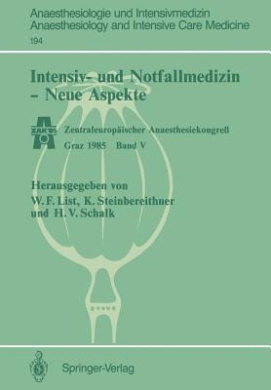 Anaesthesiologie und Intensivmedizin
Anaesthesiology and Intensive Care Medicine
194
Intensiv- und Notfallmedizin
– Neue Aspekte
Zentraleuropäischer Anaesthesiekongreß
Graz 1985 Band V
Herausgegeben von
W. F. List, K. Steinbereithner
und H. V. Schalk
Springer-Verlag